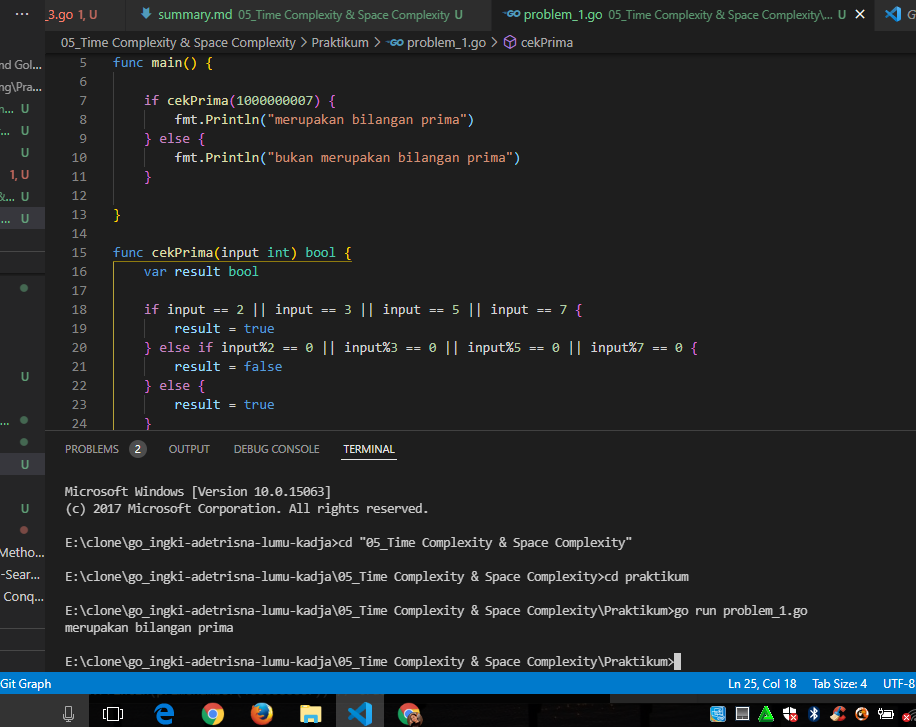 _3.go 1, U
summary.md 05_Time Complexity & Space Complexity U
problem_1.go 05_Time Complexity & Space Complexity\... U
05_Time Complexity & Space Complexity > Praktikum > problem_1.go > cekPrima
nd Gol...
ng\Pra...
U
U
U
1, U
&... U
... U
U
...
U
U
Metho...
-Sear...
Conq...
5 func main() {
6
7 if cekPrima(1000000007) {
8 fmt.Println("merupakan bilangan prima")
9 } else {
10 fmt.Println("bukan merupakan bilangan prima")
11 }
12
13 }
14
15 func cekPrima(input int) bool {
16 var result bool
17
18 if input == 2 || input == 3 || input == 5 || input == 7 {
19 result = true
20 } else if input%2 == 0 || input%3 == 0 || input%5 == 0 || input%7 == 0 {
21 result = false
22 } else {
23 result = true
24 }
PROBLEMS 2 OUTPUT DEBUG CONSOLE TERMINAL
Microsoft Windows [Version 10.0.15063]
(c) 2017 Microsoft Corporation. All rights reserved.
E:\clone\go_ingki-adetrisna-lumu-kadja>cd "05_Time Complexity & Space Complexity"
E:\clone\go_ingki-adetrisna-lumu-kadja\05_Time Complexity & Space Complexity>cd praktikum
E:\clone\go_ingki-adetrisna-lumu-kadja\05_Time Complexity & Space Complexity\Praktikum>go run problem_1.go
merupakan bilangan prima
E:\clone\go_ingki-adetrisna-lumu-kadja\05_Time Complexity & Space Complexity\Praktikum>
Git Graph Ln 25, Col 18 Tab Size: 4 UTF-8